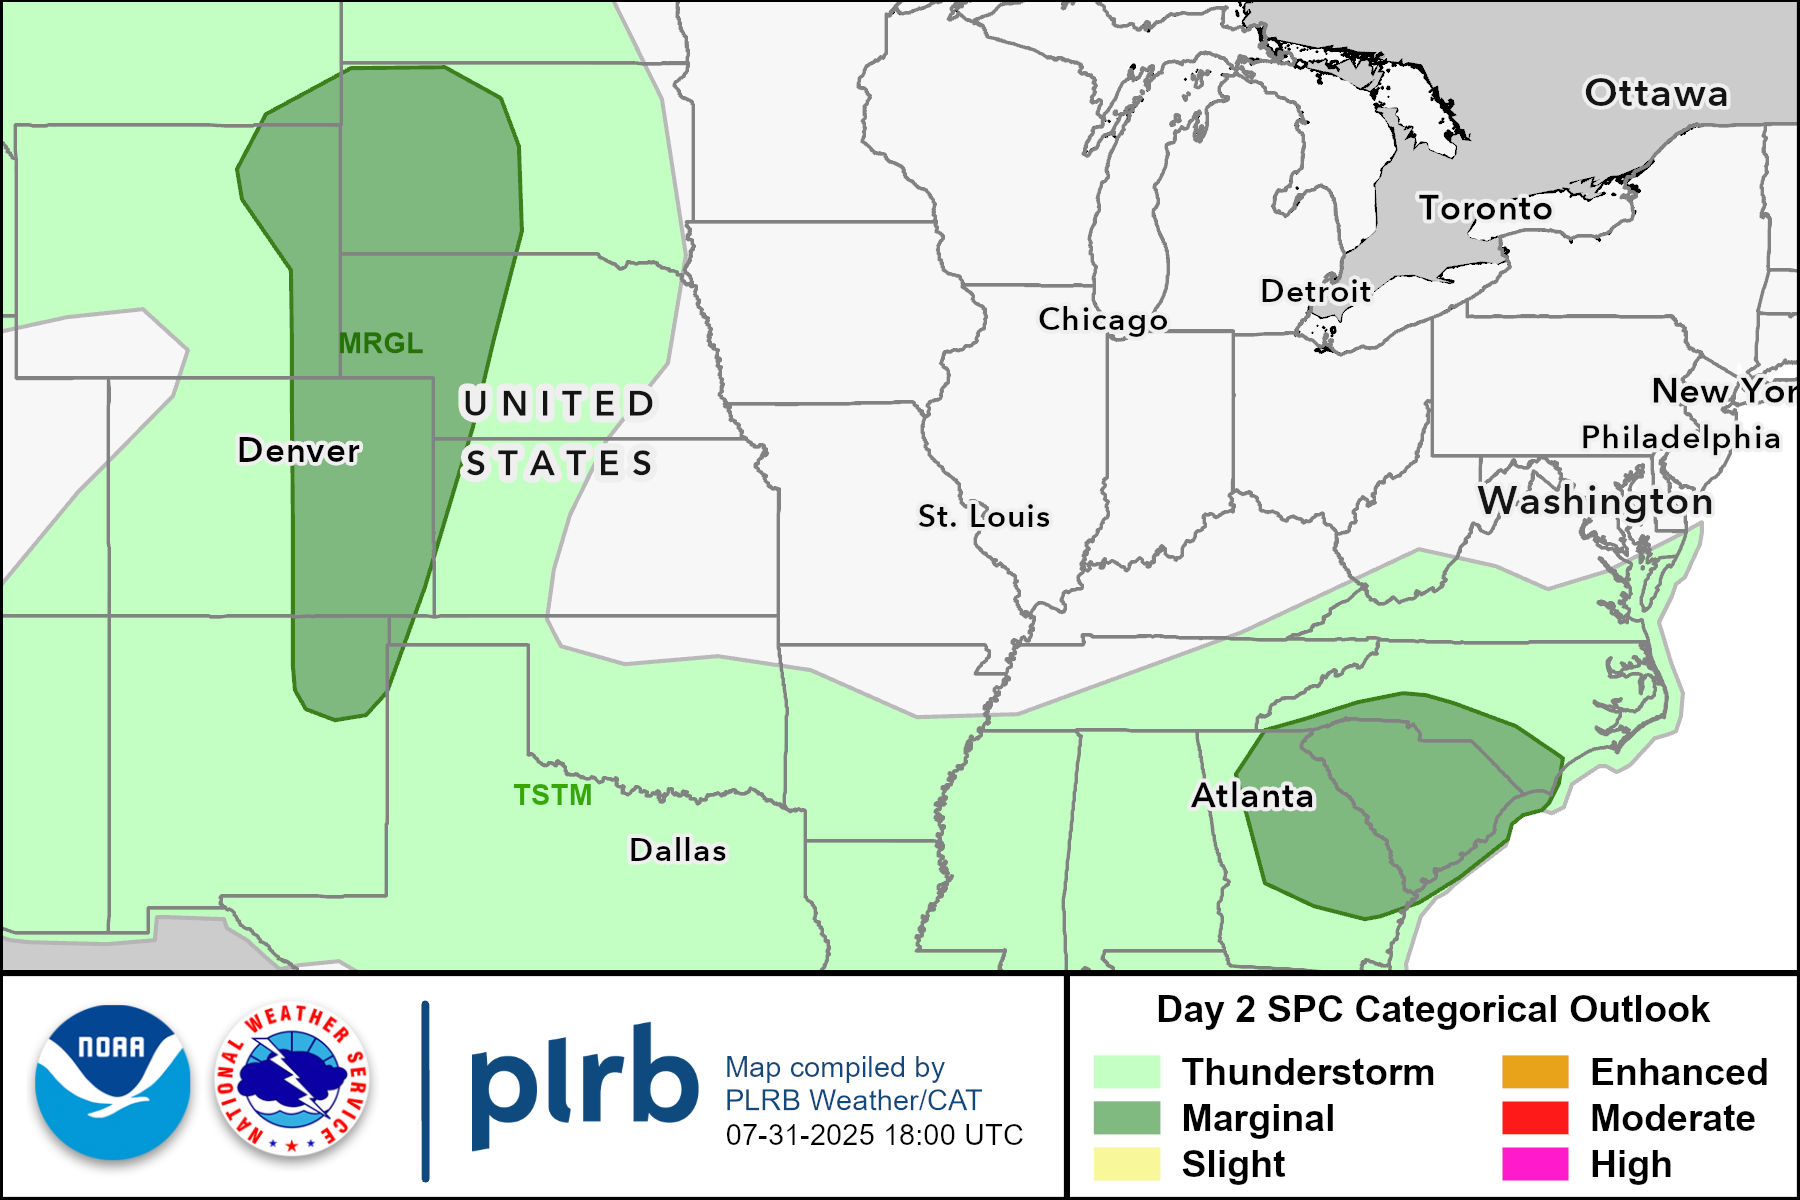 Ottawa
Toronto
Detroit
Chicago
MRGL
New Yor
UNITED
Philadelphia
Denver
STATES
Washington
St. Louis
TSTM
Atlanta
Dallas
NOAA
NATIONAL WEATHER SERVICE
plrb
Map compiled by
PLRB Weather/CAT
07-31-2025 18:00 UTC
Day 2 SPC Categorical Outlook
Thunderstorm
Marginal
Slight
Enhanced
Moderate
High